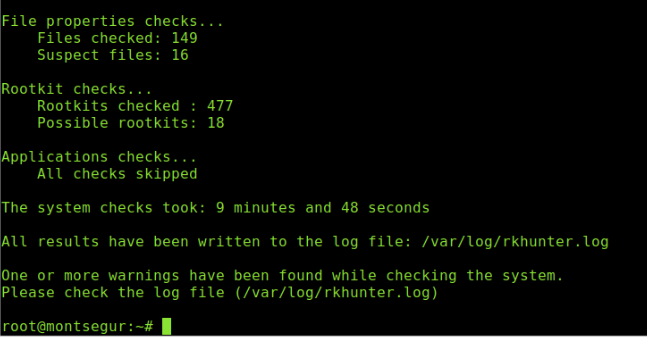 File properties checks...
Files checked: 149
Suspect files: 16
Rootkit checks...
Rootkits checked : 477
Possible rootkits: 18
Applications checks...
All checks skipped
The system checks took: 9 minutes and 48 seconds
All results have been written to the log file: /var/log/rkhunter.log
One or more warnings have been found while checking the system.
Please check the log file (/var/log/rkhunter.log)
root@montsegur:~#